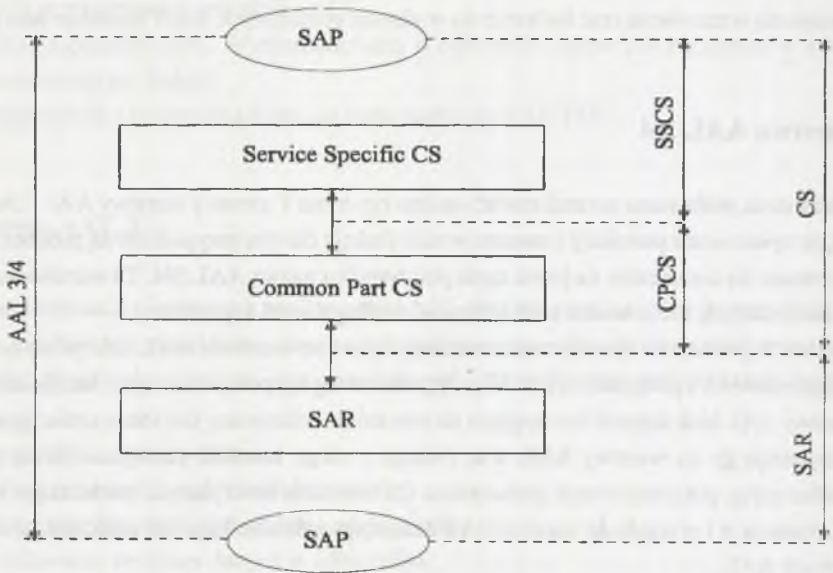 SAP
Service Specific CS
Common Part CS
SAR
SAP
AAL 3/4
SSCS
CPCS
CS
SAR